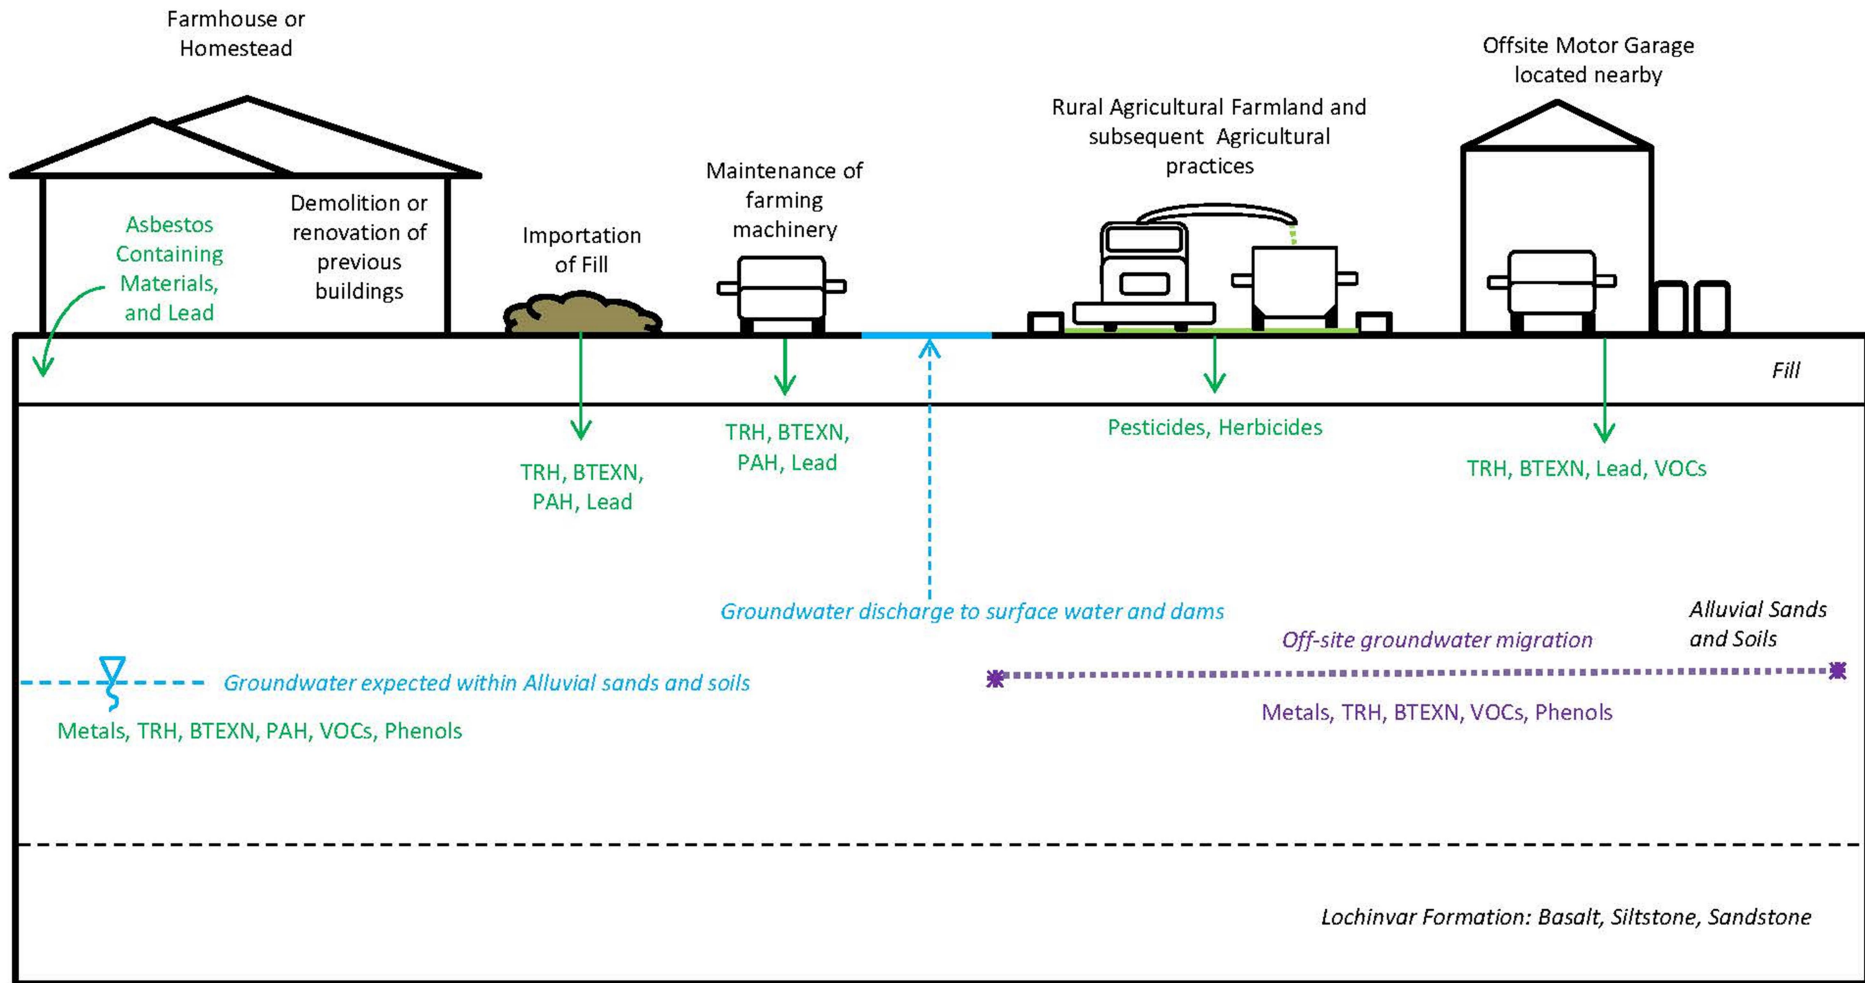 Farmhouse or
Homestead
Offsite Motor Garage
located nearby
Rural Agricultural Farmland and
subsequent Agricultural
practices
Maintenance of
farming
machinery
Demolition or
renovation of
previous
buildings
Asbestos
Containing
Materials,
and Lead
Importation
of Fill
Fill
TRH, BTEXN,
PAH, Lead
TRH, BTEXN,
PAH, Lead
Pesticides, Herbicides
TRH, BTEXN, Lead, VOCs
Groundwater discharge to surface water and dams
Alluvial Sands
and Soils
Off-site groundwater migration
Groundwater expected within Alluvial sands and soils
Metals, TRH, BTEXN, PAH, VOCs, Phenols
Metals, TRH, BTEXN, VOCs, Phenols
Lochinvar Formation: Basalt, Siltstone, Sandstone